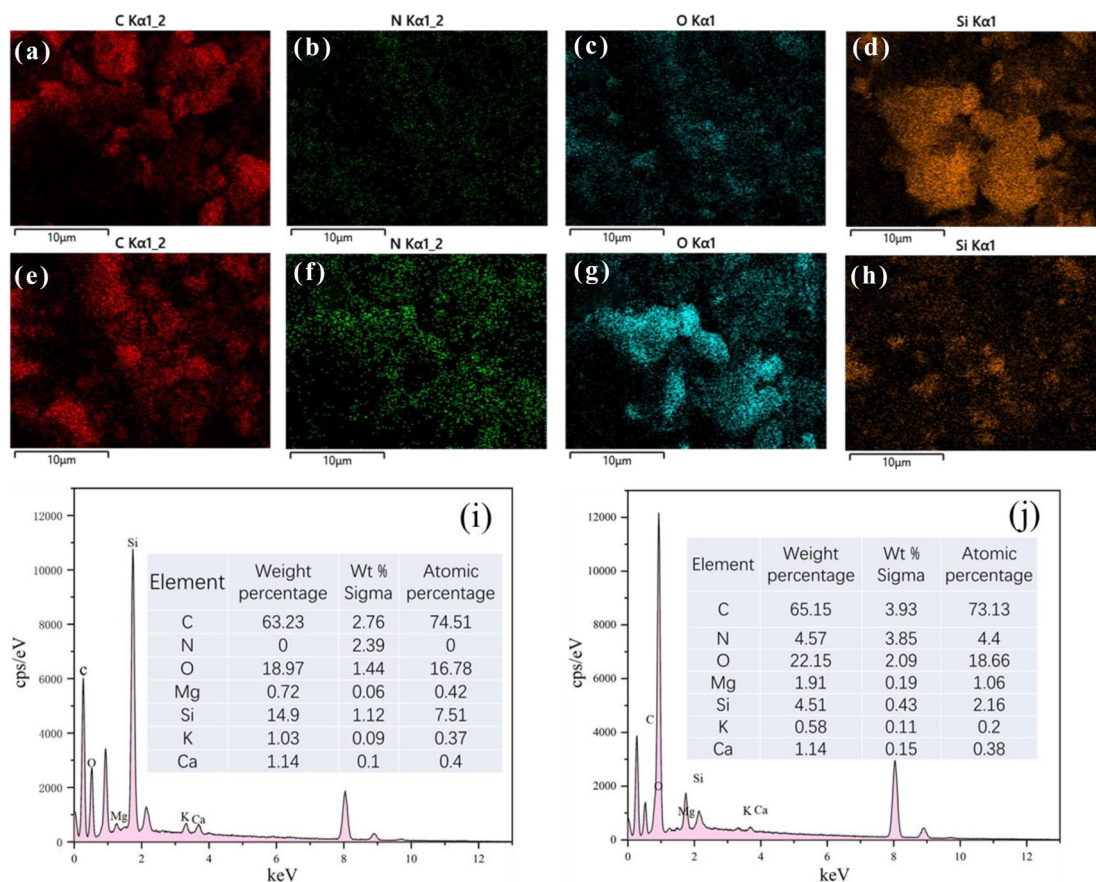 C Kα1_2 N Kα1_2 O Kα1 Si Kα1
(a) (b) (c) (d)
10μm 10μm 10μm 10μm
C Kα1_2 N Kα1_2 O Kα1 Si Kα1
(e) (f) (g) (h)
10μm 10μm 10μm 10μm
(i)
cps/eV
12000
10000
8000
6000
4000
2000
0
0 2 4 6 8 10 12
keV
C O Mg Si K Ca
Element Weight percentage Wt % Sigma Atomic percentage
C 63.23 2.76 74.51
N 0 2.39 0
O 18.97 1.44 16.78
Mg 0.72 0.06 0.42
Si 14.9 1.12 7.51
K 1.03 0.09 0.37
Ca 1.14 0.1 0.4
(j)
cps/eV
12000
10000
8000
6000
4000
2000
0
0 2 4 6 8 10 12
keV
C O Mg Si K Ca
Element Weight percentage Wt % Sigma Atomic percentage
C 65.15 3.93 73.13
N 4.57 3.85 4.4
O 22.15 2.09 18.66
Mg 1.91 0.19 1.06
Si 4.51 0.43 2.16
K 0.58 0.11 0.2
Ca 1.14 0.15 0.38